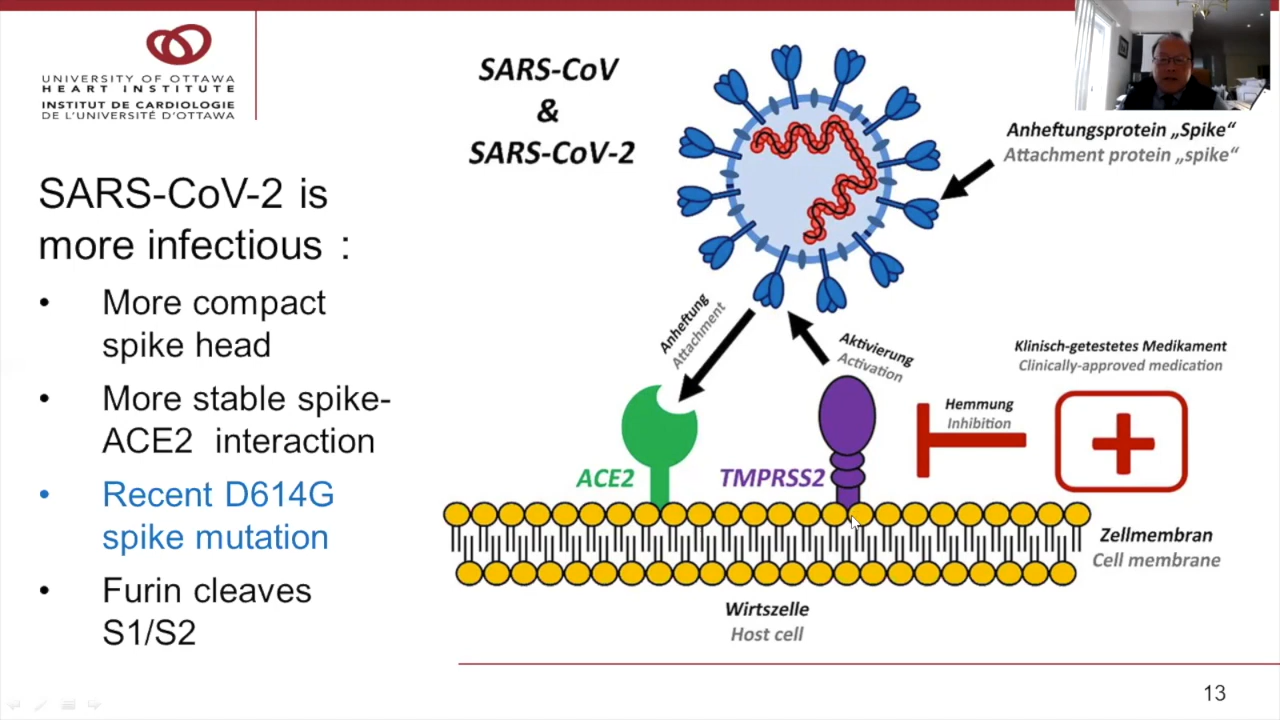 UNIVERSITY OF OTTAWA
HEART INSTITUTE
INSTITUT DE CARDIOLOGIE
DE L'UNIVERSITÉ D'OTTAWA
SARS-CoV-2 is
more infectious :
• More compact
spike head
• More stable spike-
ACE2 interaction
• Recent D614G
spike mutation
• Furin cleaves
S1/S2
SARS-CoV
&
SARS-CoV-2
Anheftungsprotein „Spike“
Attachment protein „spike“
Anheftung
Attachment
Aktivierung
Activation
Klinisch-getestetes Medikament
Clinically-approved medication
Hemmung
Inhibition
ACE2
TMPRSS2
Zellmembran
Cell membrane
Wirtszelle
Host cell
13